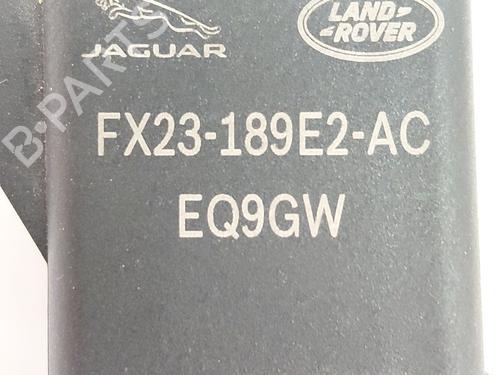 JAGUAR
LAND-
-ROVER
FX23-189E2-AC
EQ9GW
B-PARTS